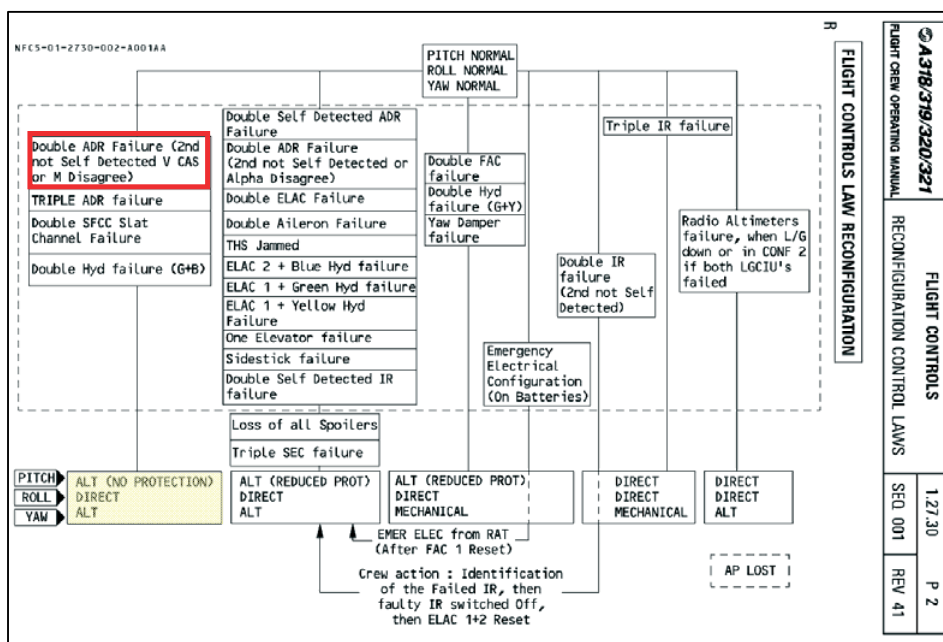 NFC5-01-2730-002-A001AA
PITCH NORMAL
ROLL NORMAL
YAW NORMAL
Double ADR Failure (2nd
not Self Detected V CAS
or M Disagree)
TRIPLE ADR failure
Double SFCC Slat
Channel Failure
Double Hyd failure (G+B)
Double Self Detected ADR
Failure
Double ADR Failure
(2nd not Self Detected or
Alpha Disagree)
Double ELAC Failure
Double Aileron Failure
THS Jammed
ELAC 2 + Blue Hyd failure
ELAC 1 + Green Hyd failure
ELAC 1 + Yellow Hyd
Failure
One Elevator failure
Sidestick failure
Double Self Detected IR
failure
Loss of all Spoilers
Triple SEC failure
Double FAC
failure
Double Hyd
failure (G+Y)
Yaw Damper
failure
Emergency
Electrical
Configuration
(On Batteries)
Double IR
failure
(2nd not Self
Detected)
Triple IR failure
Radio Altimeters
failure, when L/G
down or in CONF 2
if both LGCIU's
failed
PITCH
ROLL
YAW
ALT (NO PROTECTION)
DIRECT
ALT
ALT (REDUCED PROT)
DIRECT
ALT
ALT (REDUCED PROT)
DIRECT
MECHANICAL
DIRECT
DIRECT
MECHANICAL
DIRECT
DIRECT
ALT
EMER ELEC from RAT
(After FAC 1 Reset)
Crew action : Identification
of the Failed IR, then
faulty IR switched Off,
then ELAC 1+2 Reset
AP LOST
R
FLIGHT CONTROLS LAW RECONFIGURATION
A318/319/320/321
FLIGHT CREW OPERATING MANUAL
FLIGHT CONTROLS
RECONFIGURATION CONTROL LAWS
1.27.30 P 2
SEQ 001 REV 41